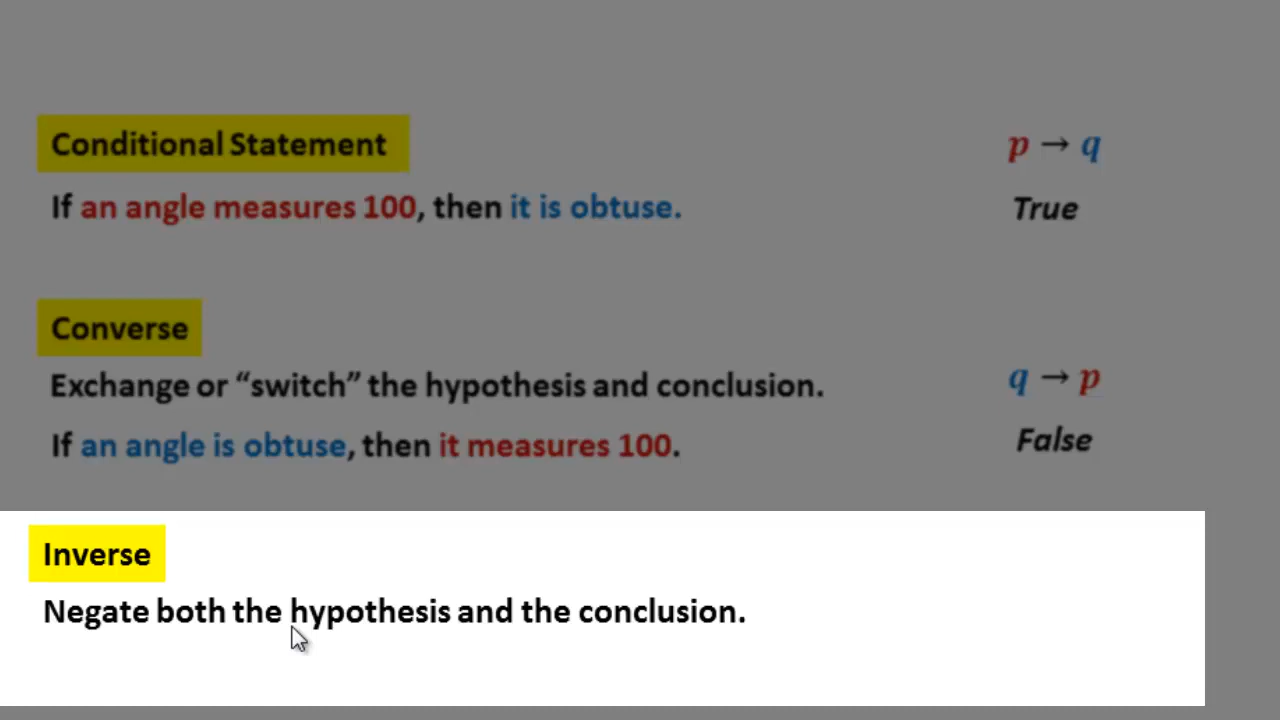 Conditional Statement
p → q
If an angle measures 100, then it is obtuse.
True
Converse
Exchange or “switch” the hypothesis and conclusion.
q → p
If an angle is obtuse, then it measures 100.
False
Inverse
Negate both the hypothesis and the conclusion.